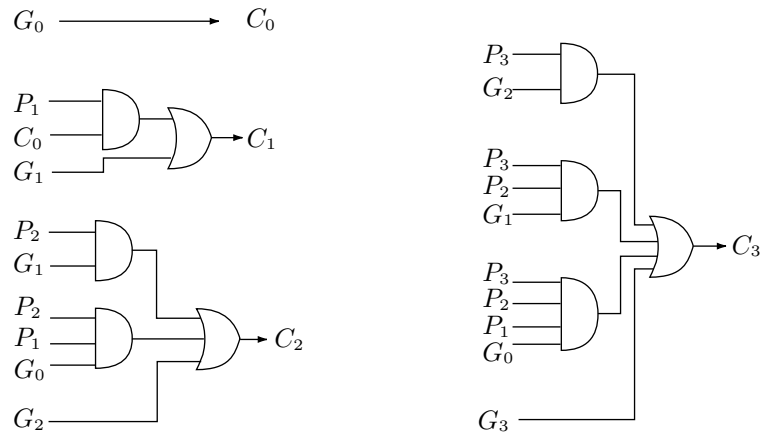 G₀ C₀
P₁
C₀
G₁
C₁
P₂
G₁
P₂
P₁
G₀
G₂
C₂
P₃
G₂
P₃
P₂
G₁
P₃
P₂
P₁
G₀
G₃
C₃